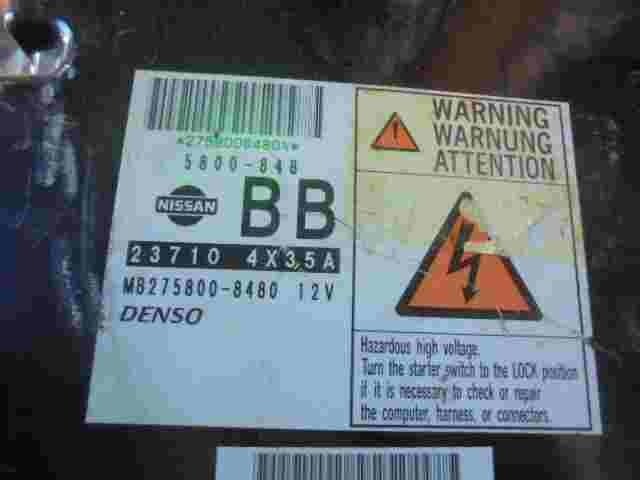 *2758008480A*
5800-848
NISSAN BB
23710 4X35A
MB275800-8480 12V
DENSO
WARNING
WARNUNG
ATTENTION
Hazardous high voltage.
Turn the starter switch to the LOCK position
if it is necessary to check or repair
the computer, harness, or connectors.